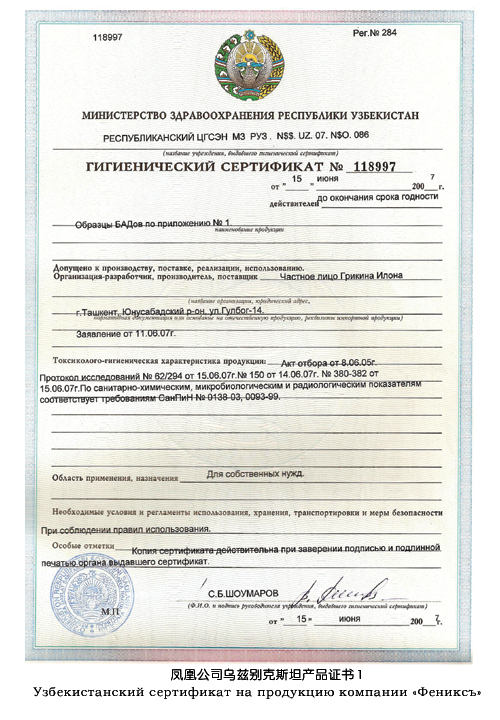 118997
Рег.№ 284
МИНИСТЕРСТВО ЗДРАВООХРАНЕНИЯ РЕСПУБЛИКИ УЗБЕКИСТАН
РЕСПУБЛИКАНСКИЙ ЦГСЭН МЗ РУЗ. N$$. UZ. 07. N$O. 086
(название учреждения, выдавшего гигиенический сертификат)
ГИГИЕНИЧЕСКИЙ СЕРТИФИКАТ № 118997
от " 15 " июня 200 7 г.
действителен до окончания срока годности
Образцы БАДов по приложению № 1.
наименование продукции
Допущено к производству, поставке, реализации, использованию.
Организация-разработчик, производитель, поставщик Частное лицо Грикина Илона
(название организации, юридический адрес,
г.Ташкент, Юнусабадский р-он. ул.Гулбог-14.
нормативная документация или основание на отечественную продукцию, реквизиты импортной продукции)
Заявление от 11.06.07г.
Токсиколого-гигиеническая характеристика продукции: Акт отбора от 8.06.05г.
Протокол исследований № 62/294 от 15.06.07г.№ 150 от 14.06.07г. № 380-382 от
15.06.07г.По санитарно-химическим, микробиологическим и радиологическим показателям
соответствует требованиям СанПиН № 0138-03, 0093-99.
Область применения, назначения Для собственных нужд.
Необходимые условия и регламенты использования, хранения, транспортировки и меры безопасности
При соблюдении правил использования.
Особые отметки Копия сертификата действительна при заверении подписью и подлинной
печатью органа выдавшего сертификат.
С.Б.ШОУМАРОВ
(Ф.И.О. и подпись руководителя учреждения, выдавшего гигиенический сертификат)
М.П.
от " 15" июня 200 7 г.
凤凰公司乌兹别克斯坦产品证书1
Узбекистанский сертификат на продукцию компании «Фениксъ»